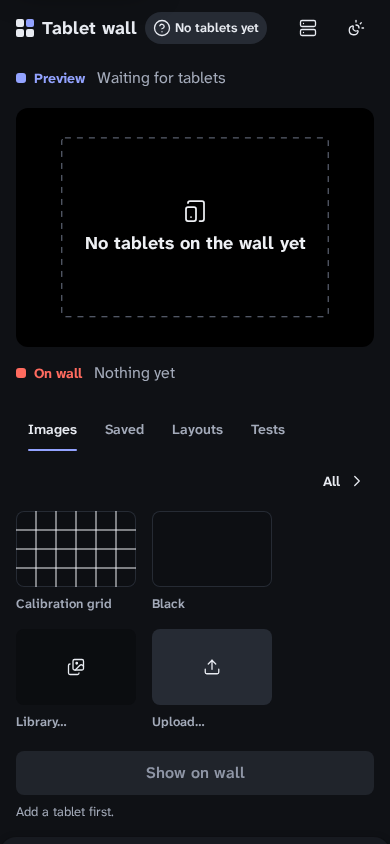 Tablet wall
No tablets yet
Preview Waiting for tablets
No tablets on the wall yet
On wall Nothing yet
Images Saved Layouts Tests
All
Calibration grid Black
Library... Upload...
Show on wall
Add a tablet first.